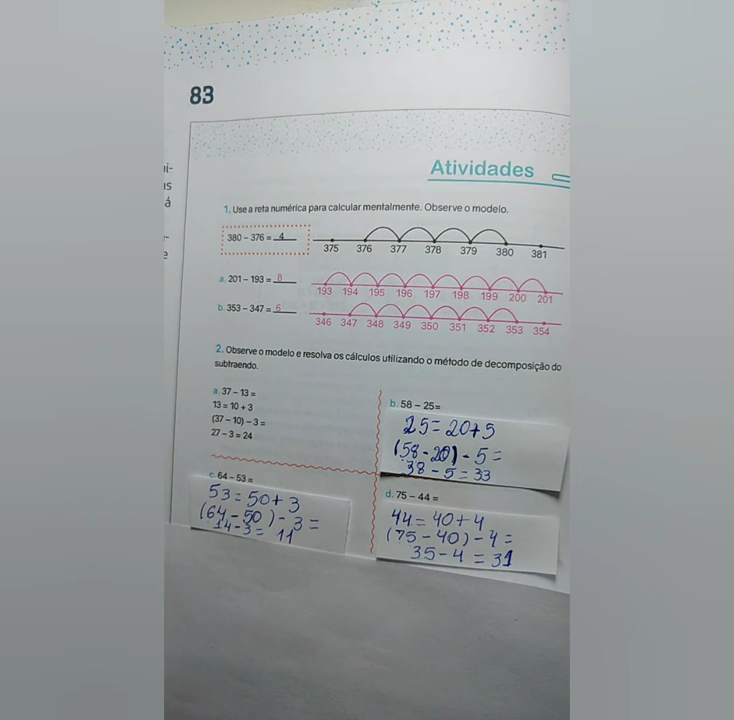 83
Atividades
1. Use a reta numérica para calcular mentalmente. Observe o modelo.
380 – 376 = 4
375 376 377 378 379 380 381
a. 201 – 193 = 8
193 194 195 196 197 198 199 200 201
b. 353 – 347 = 6
346 347 348 349 350 351 352 353 354
2. Observe o modelo e resolva os cálculos utilizando o método de decomposição do
subtraendo.
a. 37 – 13 =
13 = 10 + 3
(37 – 10) – 3 =
27 – 3 = 24
b. 58 – 25=
25 = 20+5
(58 - 20) - 5 =
38 - 5 = 33
c. 64 – 53 =
53 = 50 + 3
(64 - 50) - 3 =
14-3 = 11
d. 75 – 44 =
44 = 40 + 4
(75 - 40) - 4 =
35 - 4 = 31